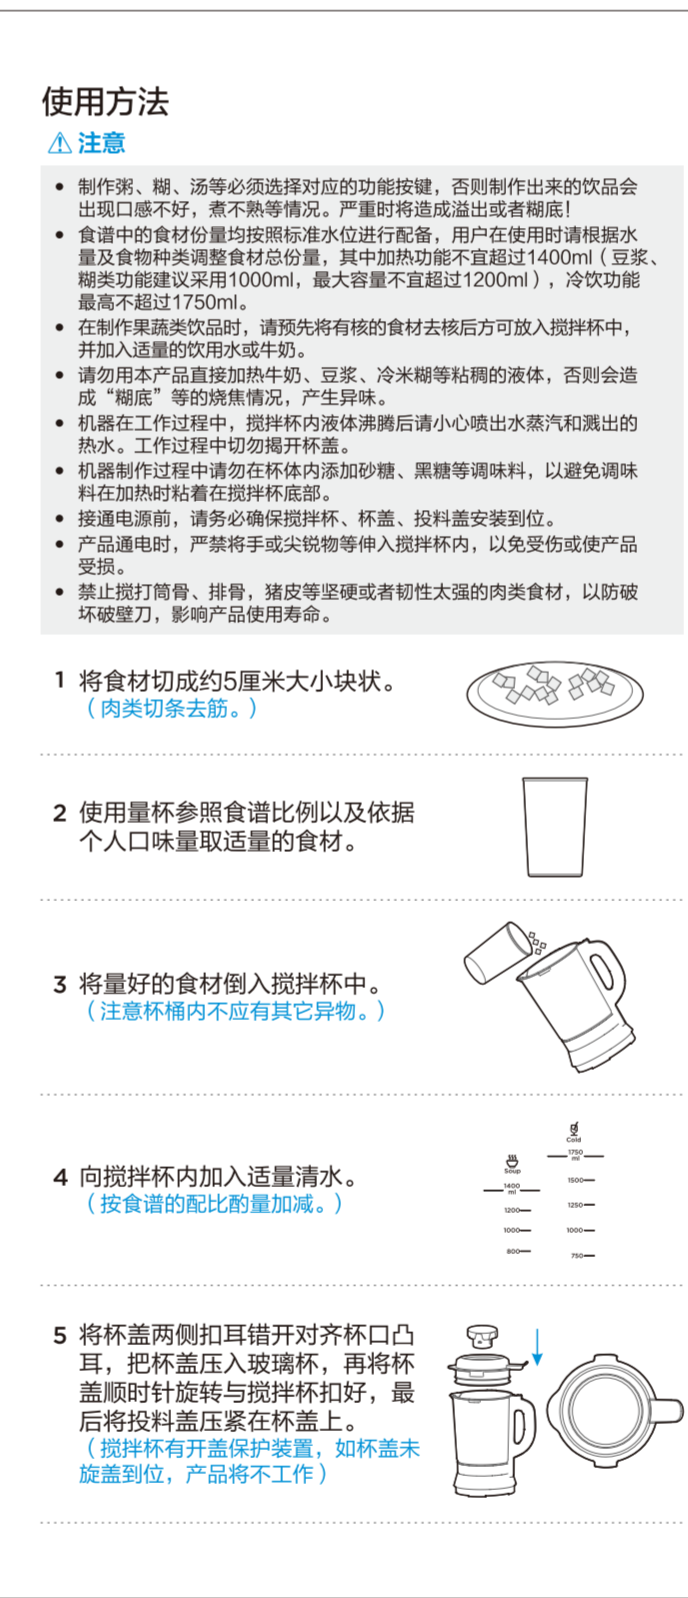 使用方法
注意
• 制作粥、糊、汤等必须选择对应的功能按键，否则制作出来的饮品会
出现口感不好，煮不熟等情况。严重时将造成溢出或者糊底！
• 食谱中的食材份量均按照标准水位进行配备，用户在使用时请根据水
量及食物种类调整食材总份量，其中加热功能不宜超过1400ml（豆浆、
糊类功能建议采用1000ml，最大容量不宜超过1200ml），冷饮功能
最高不超过1750ml。
• 在制作果蔬类饮品时，请预先将有核的食材去核后方可放入搅拌杯中，
并加入适量的饮用水或牛奶。
• 请勿用本产品直接加热牛奶、豆浆、冷米糊等粘稠的液体，否则会造
成“糊底”等的烧焦情况，产生异味。
• 机器在工作过程中，搅拌杯内液体沸腾后请小心喷出水蒸汽和溅出的
热水。工作过程中切勿揭开杯盖。
• 机器制作过程中请勿在杯体内添加砂糖、黑糖等调味料，以避免调味
料在加热时粘着在搅拌杯底部。
• 接通电源前，请务必确保搅拌杯、杯盖、投料盖安装到位。
• 产品通电时，严禁将手或尖锐物等伸入搅拌杯内，以免受伤或使产品
受损。
• 禁止搅打筒骨、排骨，猪皮等坚硬或者韧性太强的肉类食材，以防破
坏破壁刀，影响产品使用寿命。
1 将食材切成约5厘米大小块状。
（肉类切条去筋。）
2 使用量杯参照食谱比例以及依据
个人口味量取适量的食材。
3 将量好的食材倒入搅拌杯中。
（注意杯桶内不应有其它异物。）
4 向搅拌杯内加入适量清水。
（按食谱的配比酌量加减。）
Soup
1400
ml
1200
1000
800
Cold
1750
ml
1500
1250
1000
750
5 将杯盖两侧扣耳错开对齐杯口凸
耳，把杯盖压入玻璃杯，再将杯
盖顺时针旋转与搅拌杯扣好，最
后将投料盖压紧在杯盖上。
（搅拌杯有开盖保护装置，如杯盖未
旋盖到位，产品将不工作）